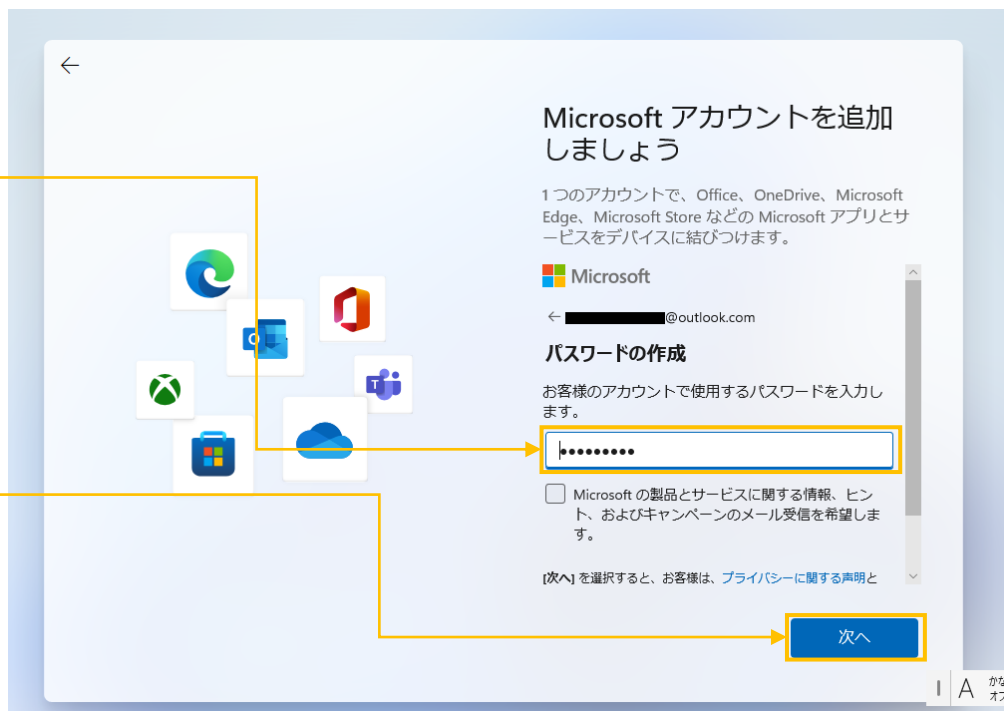 Microsoft アカウントを追加
しましょう
1 つのアカウントで、Office、OneDrive、Microsoft
Edge、Microsoft Store などの Microsoft アプリとサ
ービスをデバイスに結びつけます。
Microsoft
@outlook.com
パスワードの作成
お客様のアカウントで使用するパスワードを入力し
ます。
•••••••••
Microsoft の製品とサービスに関する情報、ヒン
ト、およびキャンペーンのメール受信を希望しま
す。
[次へ] を選択すると、お客様は、プライバシーに関する声明と
次へ
A